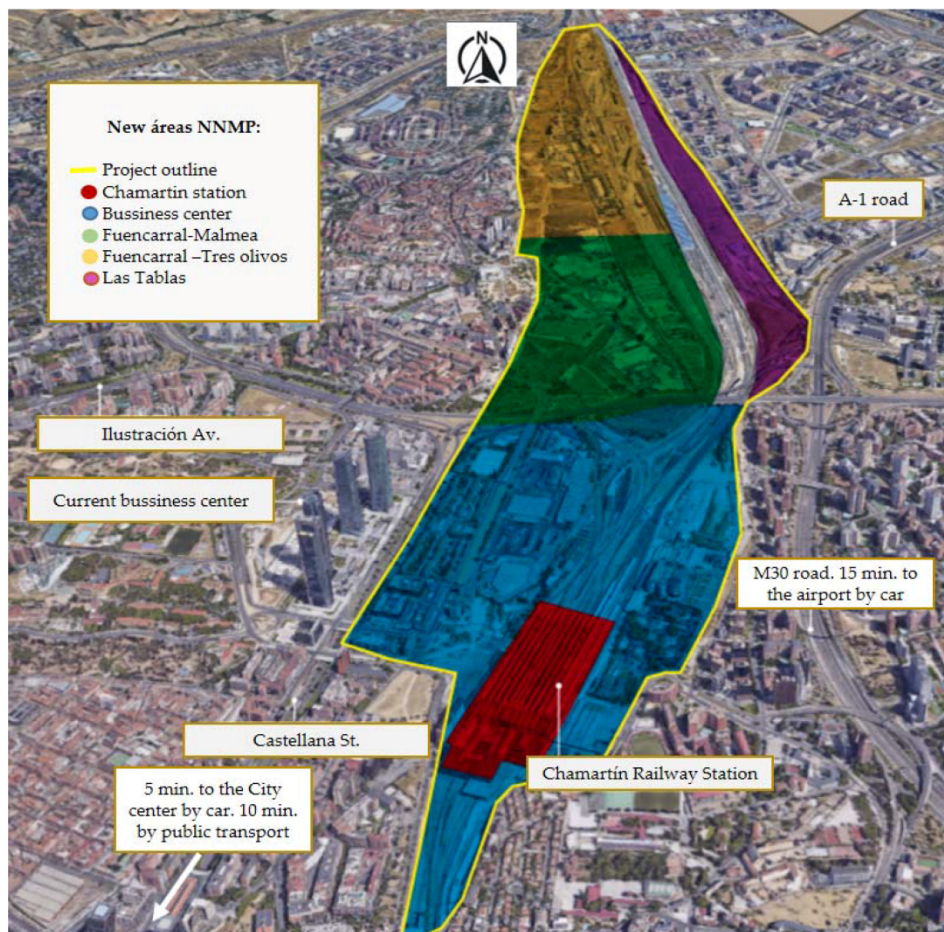 N
New áreas NNMP:
Project outline
Chamartin station
Bussiness center
Fuencarral-Malmea
Fuencarral –Tres olivos
Las Tablas
A-1 road
Ilustración Av.
Current bussiness center
M30 road. 15 min. to
the airport by car
Castellana St.
Chamartín Railway Station
5 min. to the City
center by car. 10 min.
by public transport